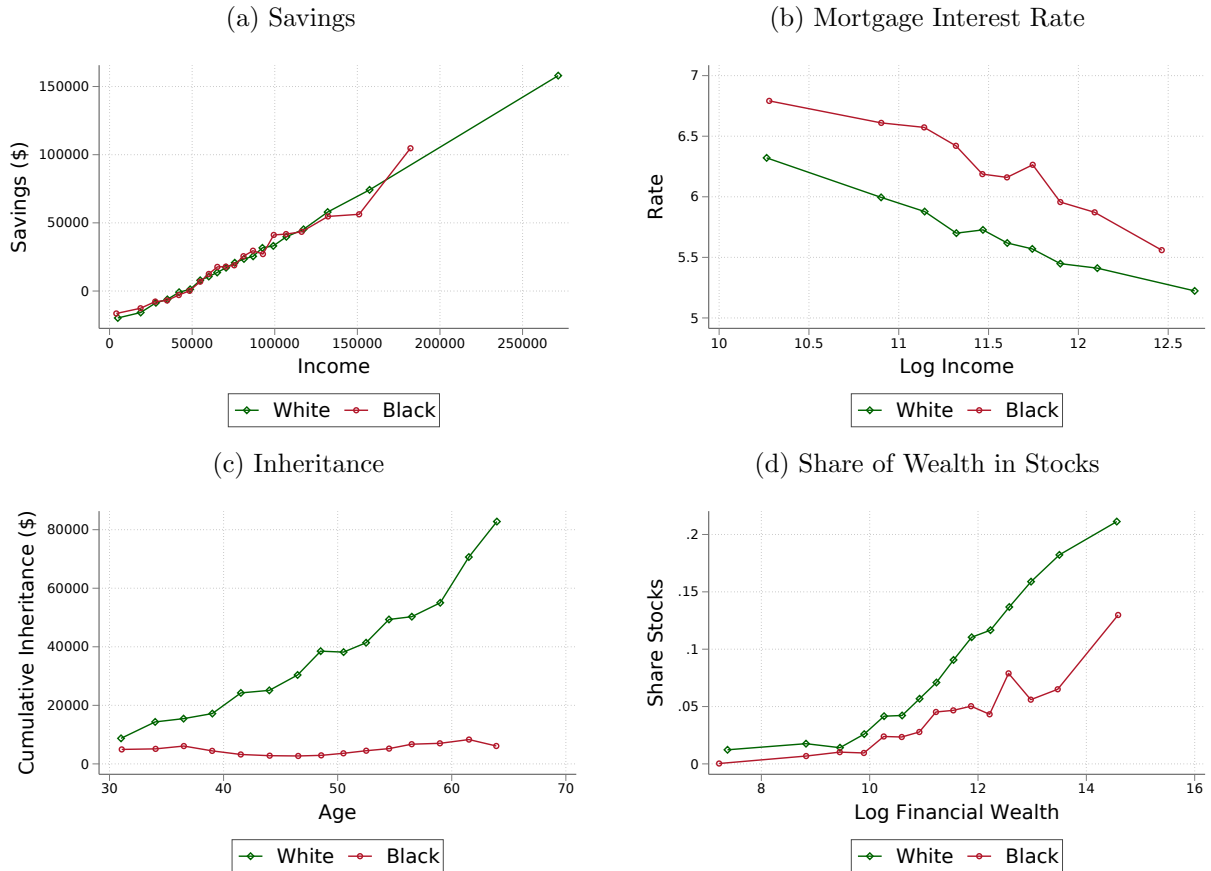 (a) Savings
Savings ($)
150000
100000
50000
0
0 50000 100000 150000 200000 250000
Income
White Black
(b) Mortgage Interest Rate
Rate
7
6.5
6
5.5
5
10 10.5 11 11.5 12 12.5
Log Income
White Black
(c) Inheritance
Cumulative Inheritance ($)
80000
60000
40000
20000
0
30 40 50 60 70
Age
White Black
(d) Share of Wealth in Stocks
Share Stocks
.2
.15
.1
.05
0
8 10 12 14 16
Log Financial Wealth
White Black